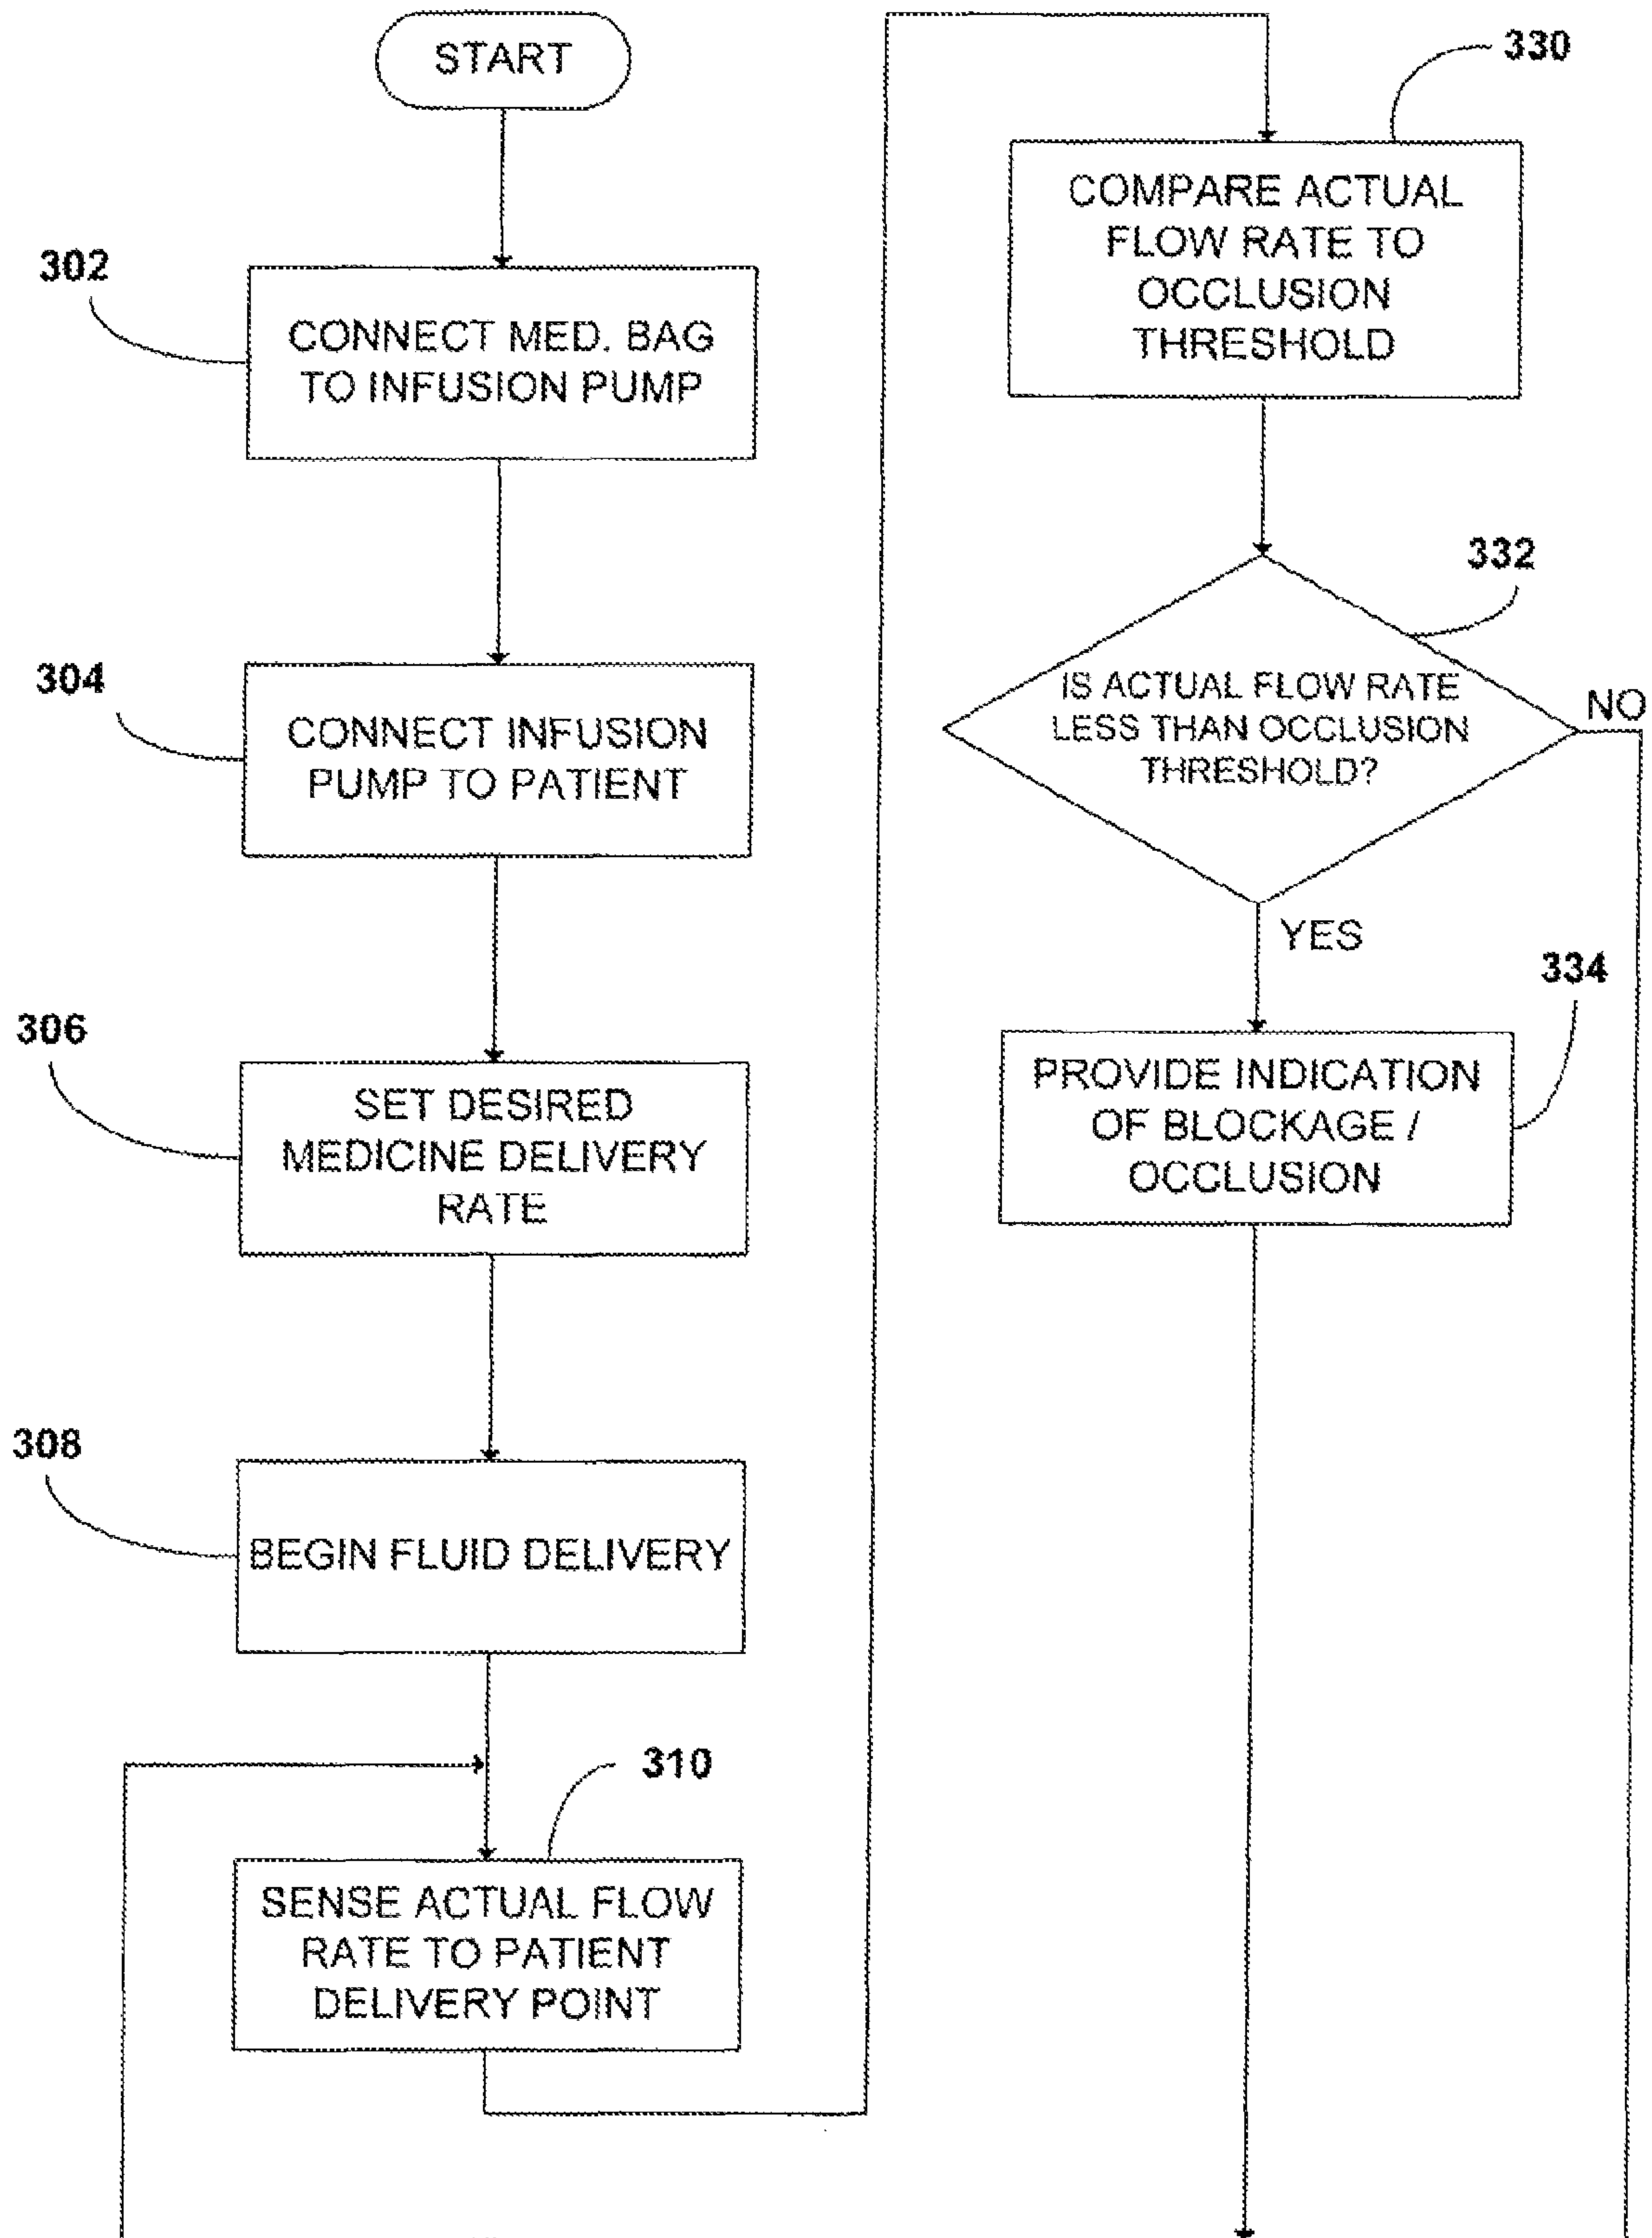 START
302
CONNECT MED. BAG
TO INFUSION PUMP
304
CONNECT INFUSION
PUMP TO PATIENT
306
SET DESIRED
MEDICINE DELIVERY
RATE
308
BEGIN FLUID DELIVERY
310
SENSE ACTUAL FLOW
RATE TO PATIENT
DELIVERY POINT
330
COMPARE ACTUAL
FLOW RATE TO
OCCLUSION
THRESHOLD
332
IS ACTUAL FLOW RATE
LESS THAN OCCLUSION
THRESHOLD?
NO
YES
334
PROVIDE INDICATION
OF BLOCKAGE /
OCCLUSION